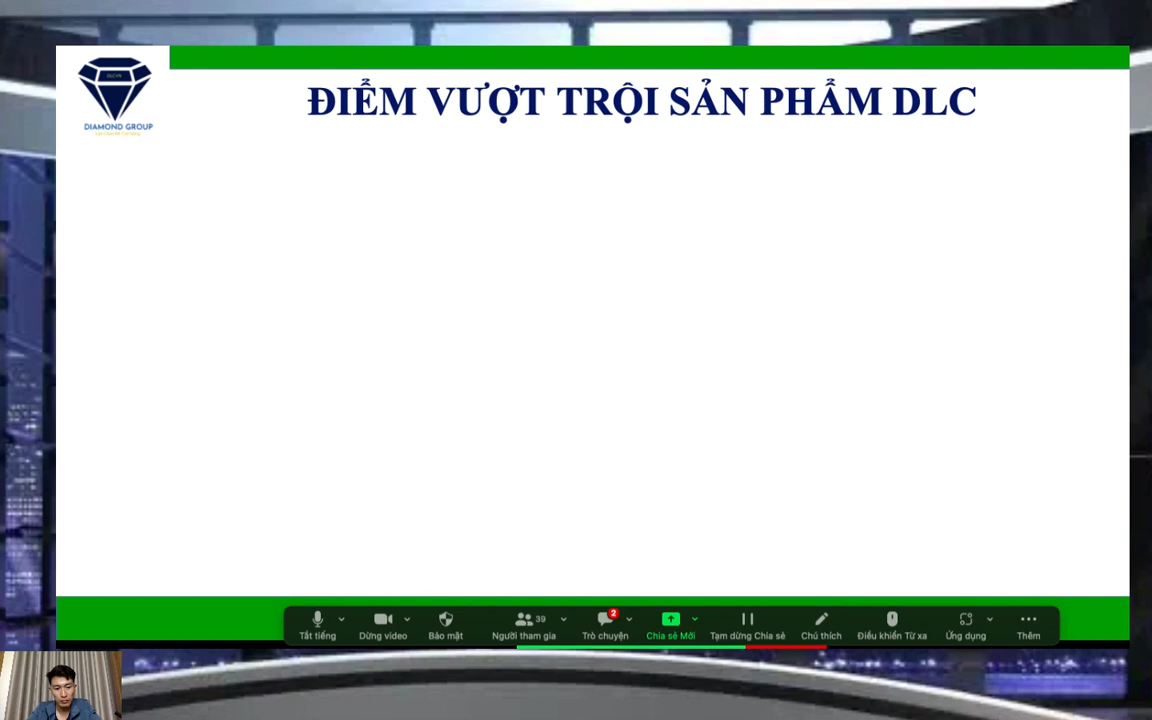 ĐIỂM VƯỢT TRỘI SẢN PHẨM DLC
DIAMOND GROUP
39
2
Tắt tiếng
Dừng video
Bảo mật
Người tham gia
Trò chuyện
Chia sẻ Mới
Tạm dừng Chia sẻ
Chú thích
Điều khiển Từ xa
Ứng dụng
Thêm